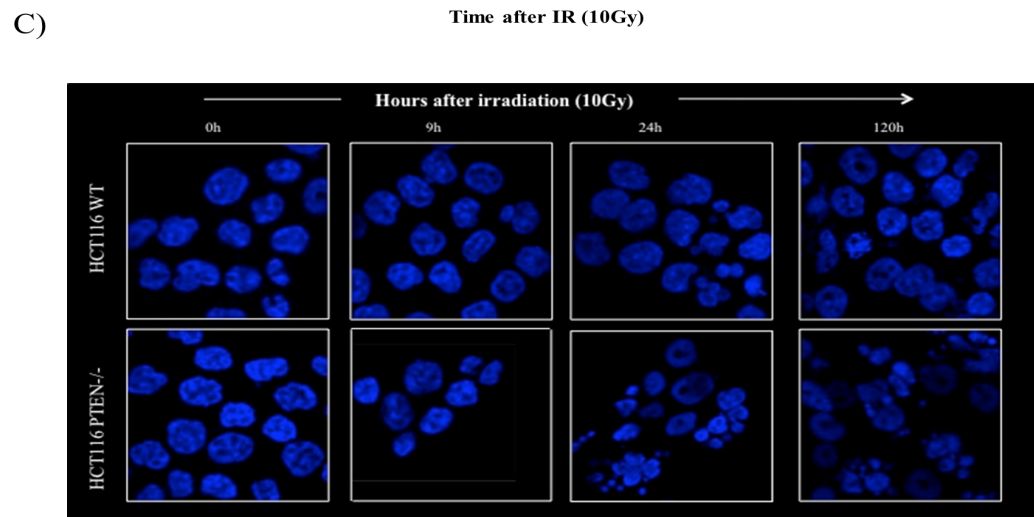 C)
Time after IR (10Gy)
Hours after irradiation (10Gy)
0h
9h
24h
120h
HCT116 WT
HCT116 PTEN-/-